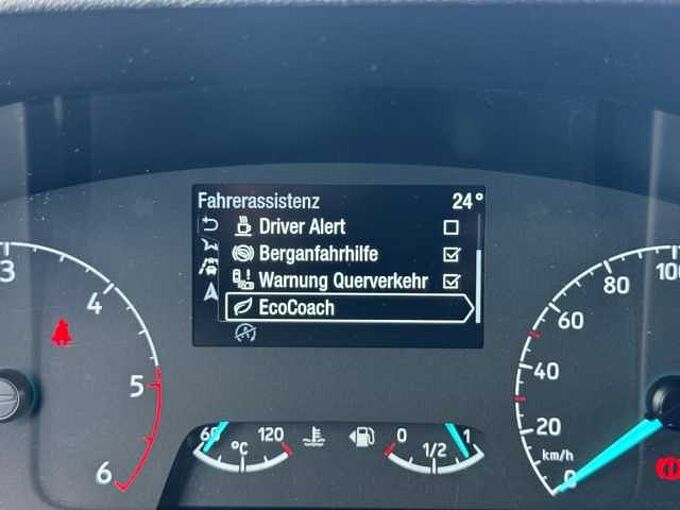 Fahrerassistenz 24°
Driver Alert
Berganfahrhilfe
Warnung Querverkehr
EcoCoach
3
4
5
6
20
40
60
80
100
km/h
0
60
°C
120
0
1/2
1